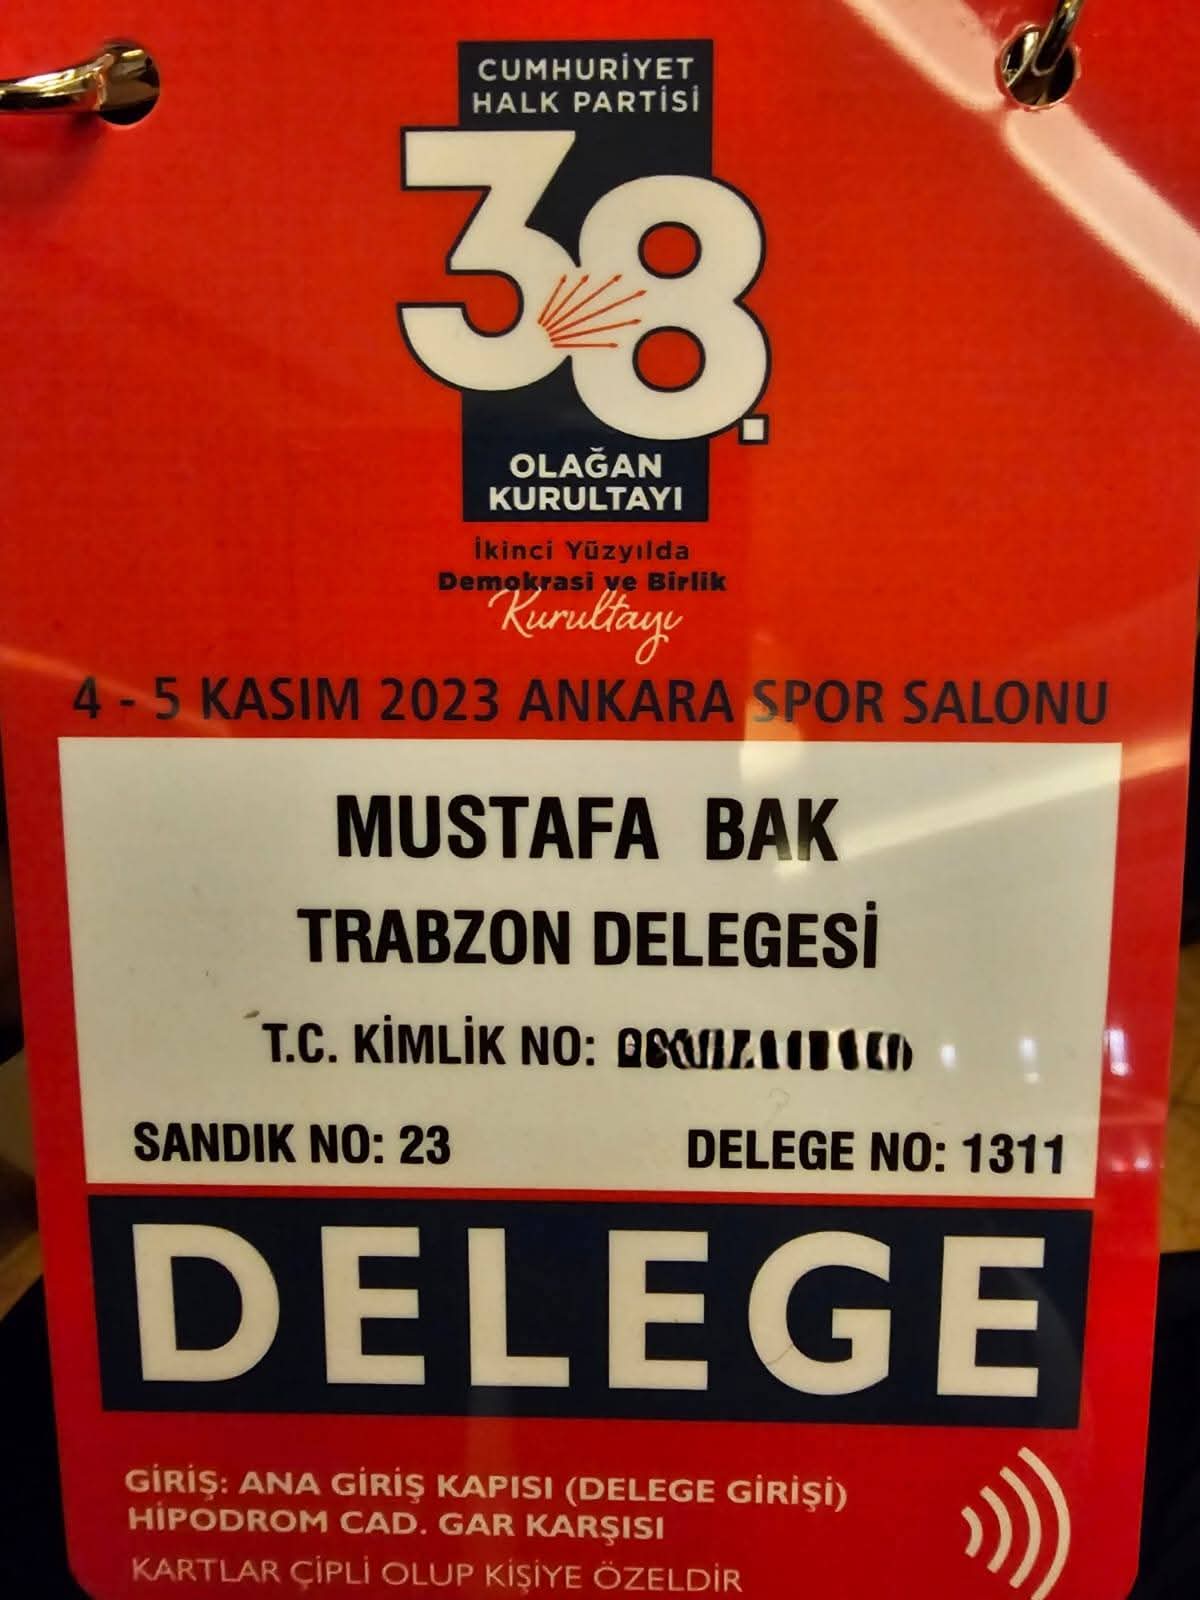 CUMHURİYET
HALK PARTİSİ
38.
OLAĞAN
KURULTAYI
İkinci Yüzyılda
Demokrasi ve Birlik
Kurultayı
4 - 5 KASIM 2023 ANKARA SPOR SALONU
MUSTAFA BAK
TRABZON DELEGESİ
T.C. KİMLİK NO:
SANDIK NO: 23
DELEGE NO: 1311
DELEGE
GİRİŞ: ANA GİRİŞ KAPISI (DELEGE GİRİŞİ)
HİPODROM CAD. GAR KARŞISI
KARTLAR ÇİPLİ OLUP KİŞİYE ÖZELDİR